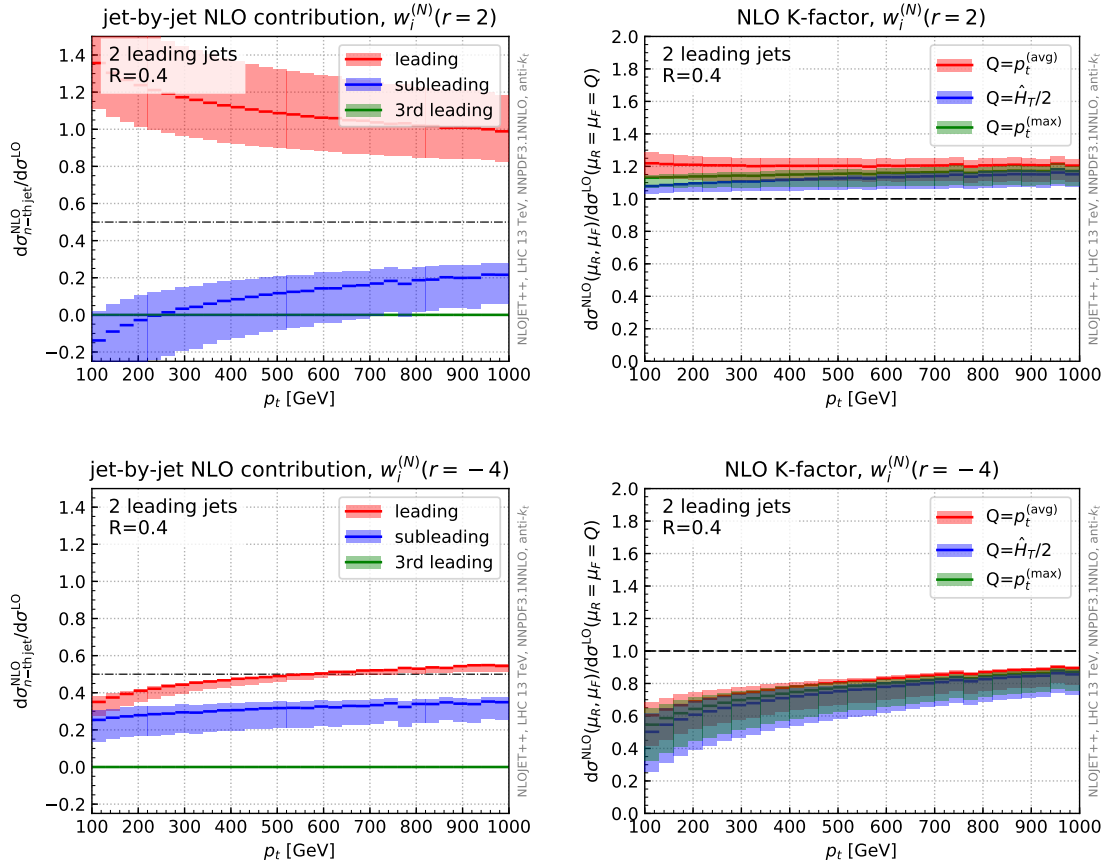 jet-by-jet NLO contribution, w_i^{(N)}(r = 2)
2 leading jets
R=0.4
leading
subleading
3rd leading
dσ^{NLO}_{n−th jet}/dσ^{LO}
1.4
1.2
1.0
0.8
0.6
0.4
0.2
0.0
−0.2
100 200 300 400 500 600 700 800 900 1000
p_t [GeV]
NLOJET++, LHC 13 TeV, NNPDF3.1NNLO, anti-k_t
NLO K-factor, w_i^{(N)}(r = 2)
2 leading jets
R=0.4
Q=p_t^{(avg)}
Q=Ĥ_T/2
Q=p_t^{(max)}
dσ^{NLO}(μ_R, μ_F)/dσ^{LO}(μ_R = μ_F = Q)
2.0
1.8
1.6
1.4
1.2
1.0
0.8
0.6
0.4
0.2
0.0
100 200 300 400 500 600 700 800 900 1000
p_t [GeV]
NLOJET++, LHC 13 TeV, NNPDF3.1NNLO, anti-k_t
jet-by-jet NLO contribution, w_i^{(N)}(r = −4)
2 leading jets
R=0.4
leading
subleading
3rd leading
dσ^{NLO}_{n−th jet}/dσ^{LO}
1.4
1.2
1.0
0.8
0.6
0.4
0.2
0.0
−0.2
100 200 300 400 500 600 700 800 900 1000
p_t [GeV]
NLOJET++, LHC 13 TeV, NNPDF3.1NNLO, anti-k_t
NLO K-factor, w_i^{(N)}(r = −4)
2 leading jets
R=0.4
Q=p_t^{(avg)}
Q=Ĥ_T/2
Q=p_t^{(max)}
dσ^{NLO}(μ_R, μ_F)/dσ^{LO}(μ_R = μ_F = Q)
2.0
1.8
1.6
1.4
1.2
1.0
0.8
0.6
0.4
0.2
0.0
100 200 300 400 500 600 700 800 900 1000
p_t [GeV]
NLOJET++, LHC 13 TeV, NNPDF3.1NNLO, anti-k_t